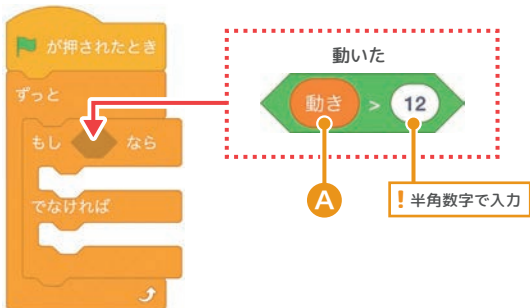 が押されたとき
ずっと
もし なら
でなければ
動いた
動き > 12
A
! 半角数字で入力